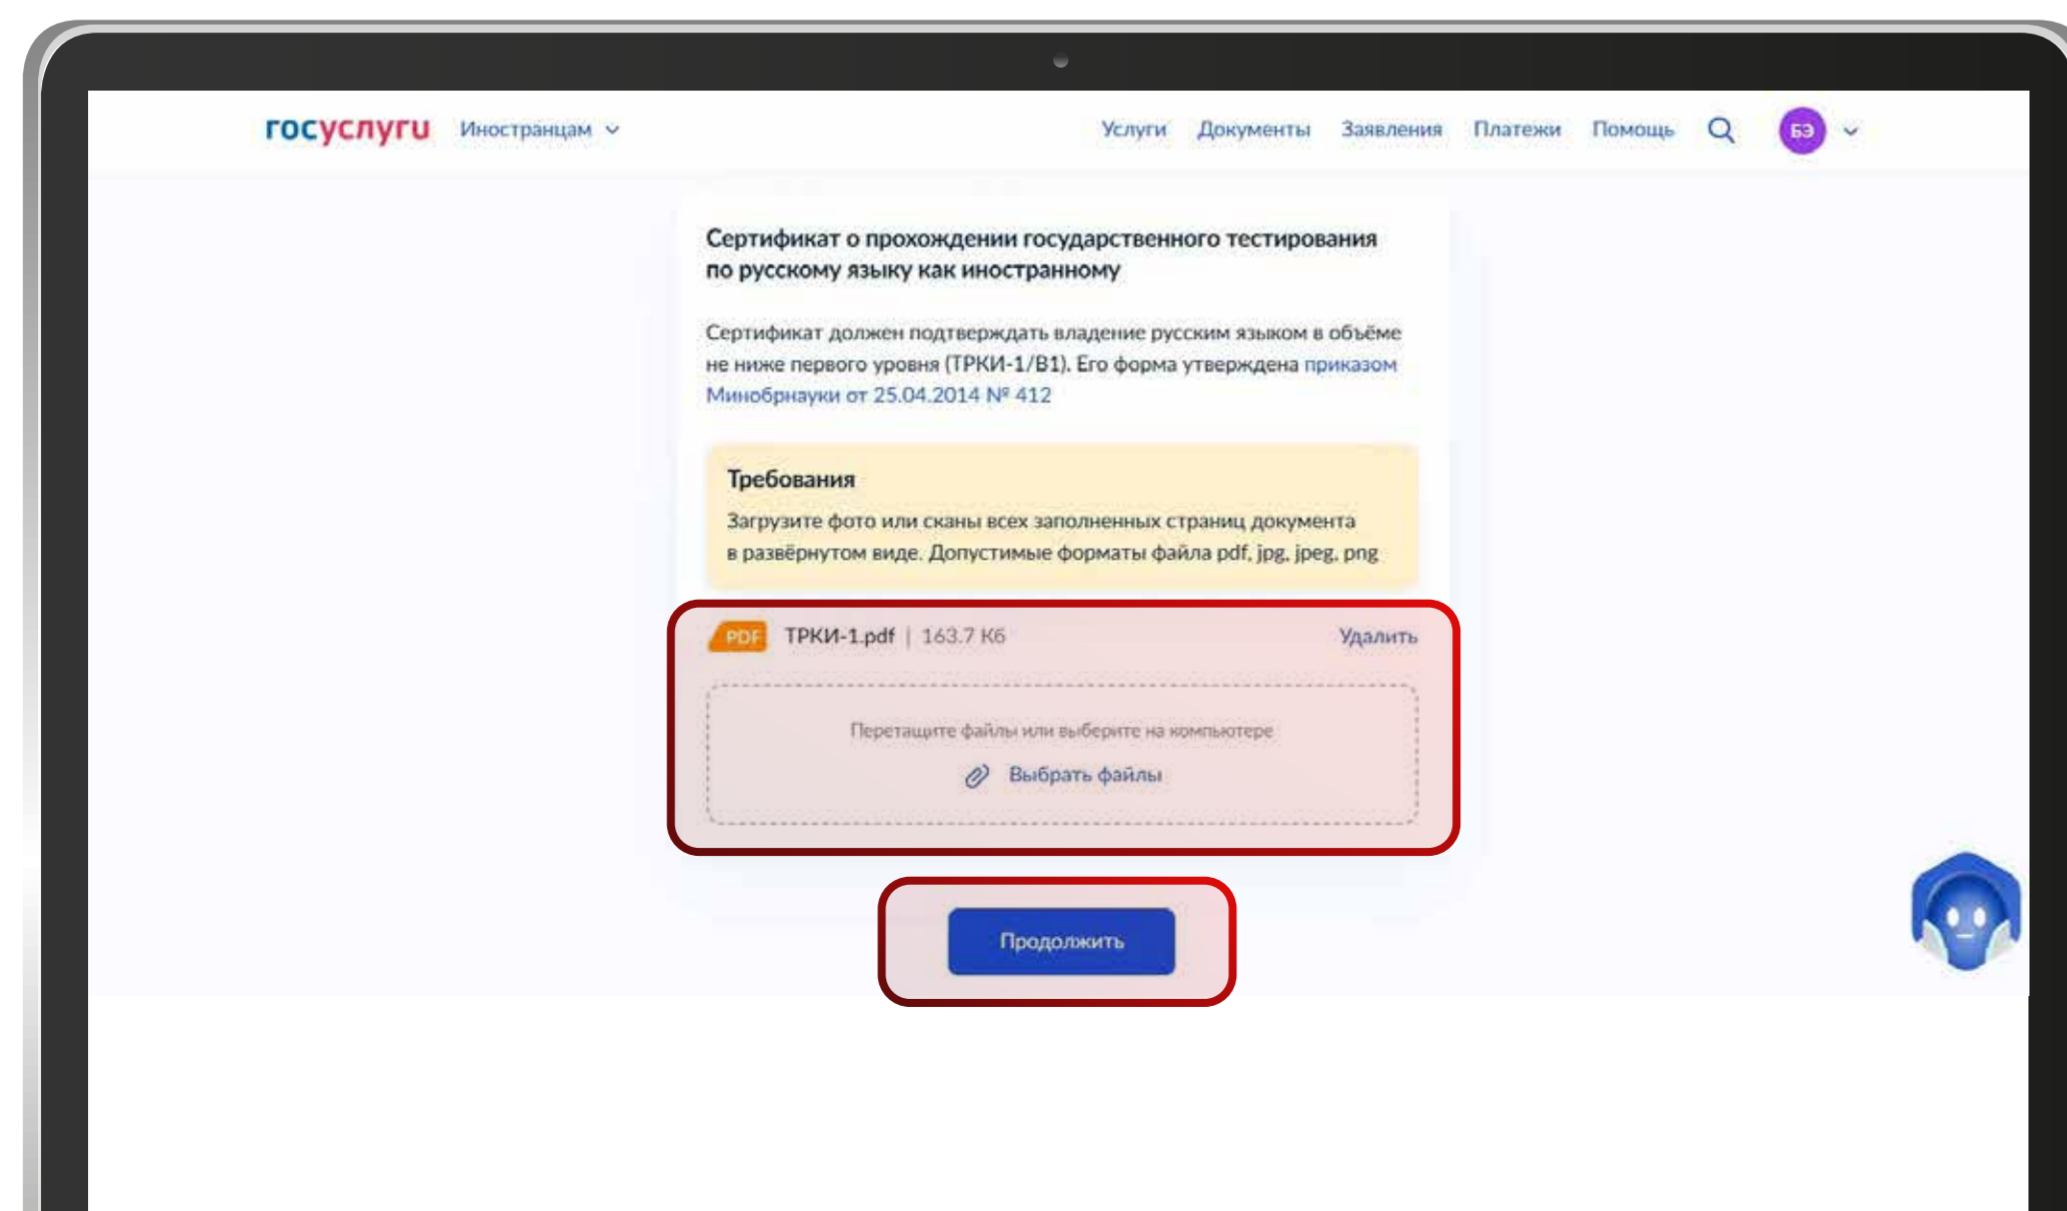 госуслуги Иностранцам Услуги Документы Заявления Платежи Помощь БЭ
Сертификат о прохождении государственного тестирования
по русскому языку как иностранному
Сертификат должен подтверждать владение русским языком в объёме
не ниже первого уровня (ТРКИ-1/В1). Его форма утверждена приказом
Минобрнауки от 25.04.2014 № 412
Требования
Загрузите фото или сканы всех заполненных страниц документа
в развёрнутом виде. Допустимые форматы файла pdf, jpg, jpeg, png
PDF ТРКИ-1.pdf | 163.7 Кб Удалить
Перетащите файлы или выберите на компьютере
Выбрать файлы
Продолжить